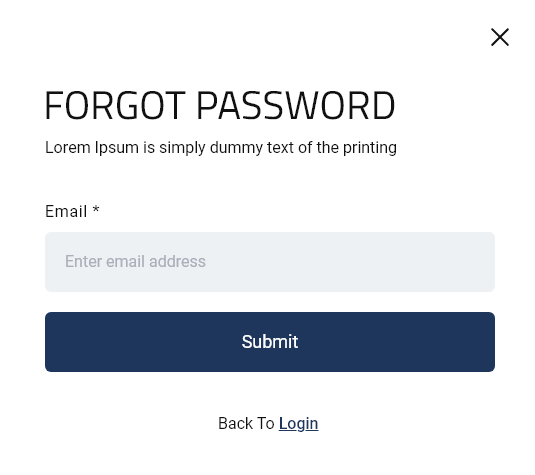 FORGOT PASSWORD
Lorem Ipsum is simply dummy text of the printing
Email *
Enter email address
Submit
Back To Login